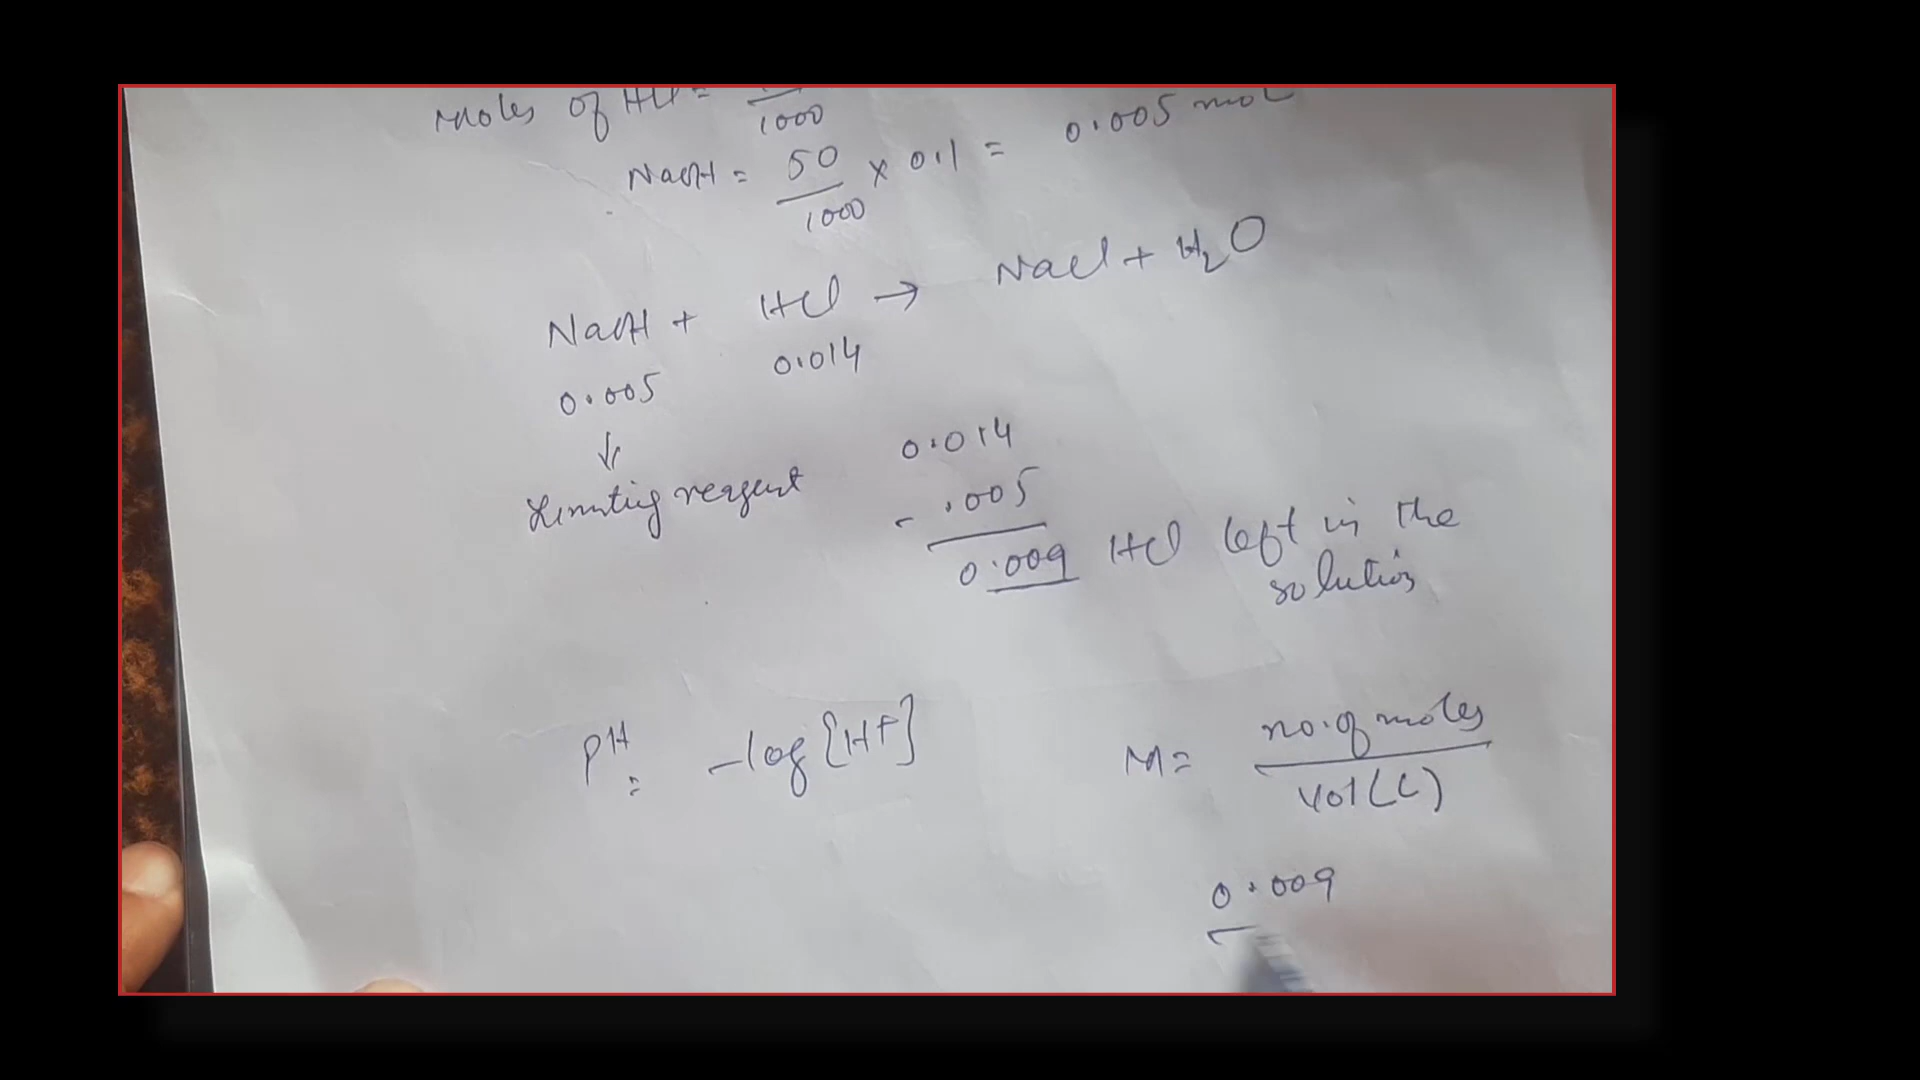 Moles of HCl =
1000
NaOH = 50/1000 x 0.1 = 0.005 mol
NaOH + HCl → NaCl + H₂O
0.005 0.014
↓
Limiting reagent
0.014
- .005
0.009 HCl left in the
solution
PH = -log[H+]
M = no. of moles / vol(L)
0.009